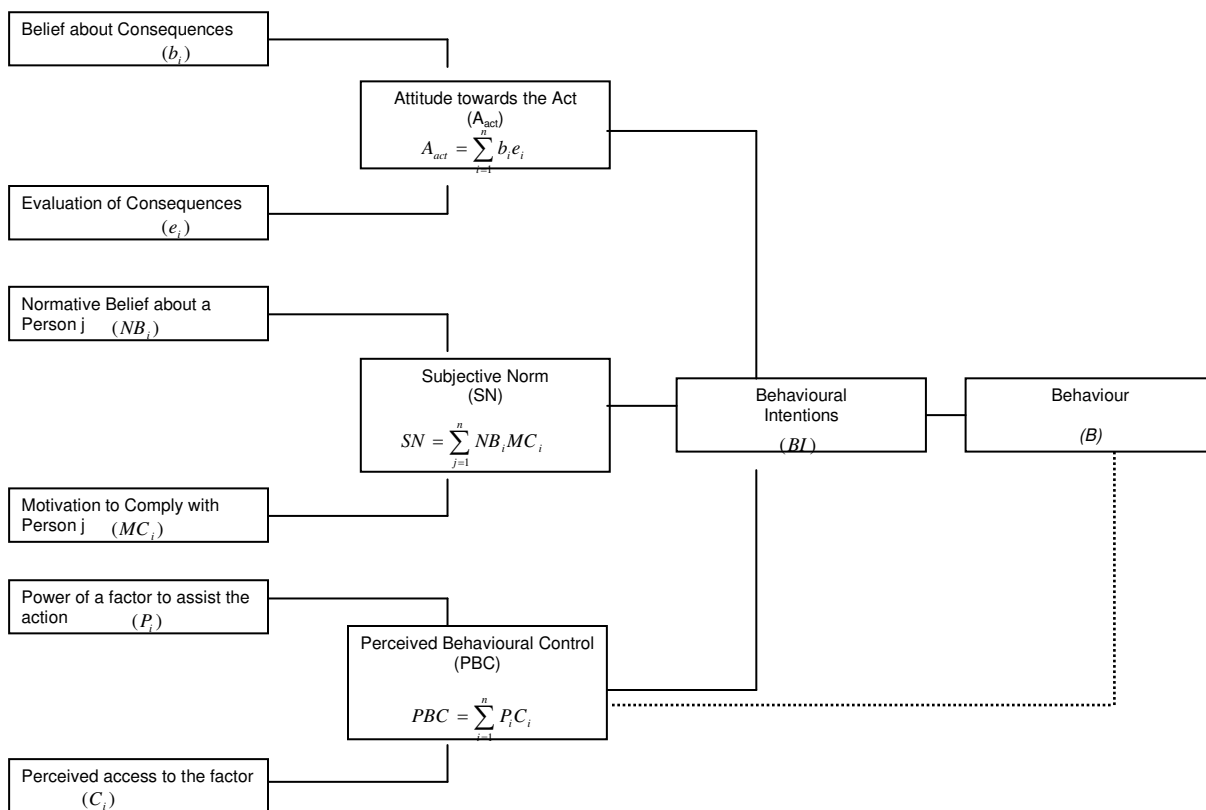 Belief about Consequences
(b_i)
Attitude towards the Act
(A_act)
A_act = \sum_{i=1}^{n} b_i e_i
Evaluation of Consequences
(e_i)
Normative Belief about a
Person j (NB_i)
Subjective Norm
(SN)
SN = \sum_{j=1}^{n} NB_i MC_i
Motivation to Comply with
Person j (MC_i)
Power of a factor to assist the
action (P_i)
Perceived Behavioural Control
(PBC)
PBC = \sum_{i=1}^{n} P_i C_i
Perceived access to the factor
(C_i)
Behavioural
Intentions
(BI)
Behaviour
(B)